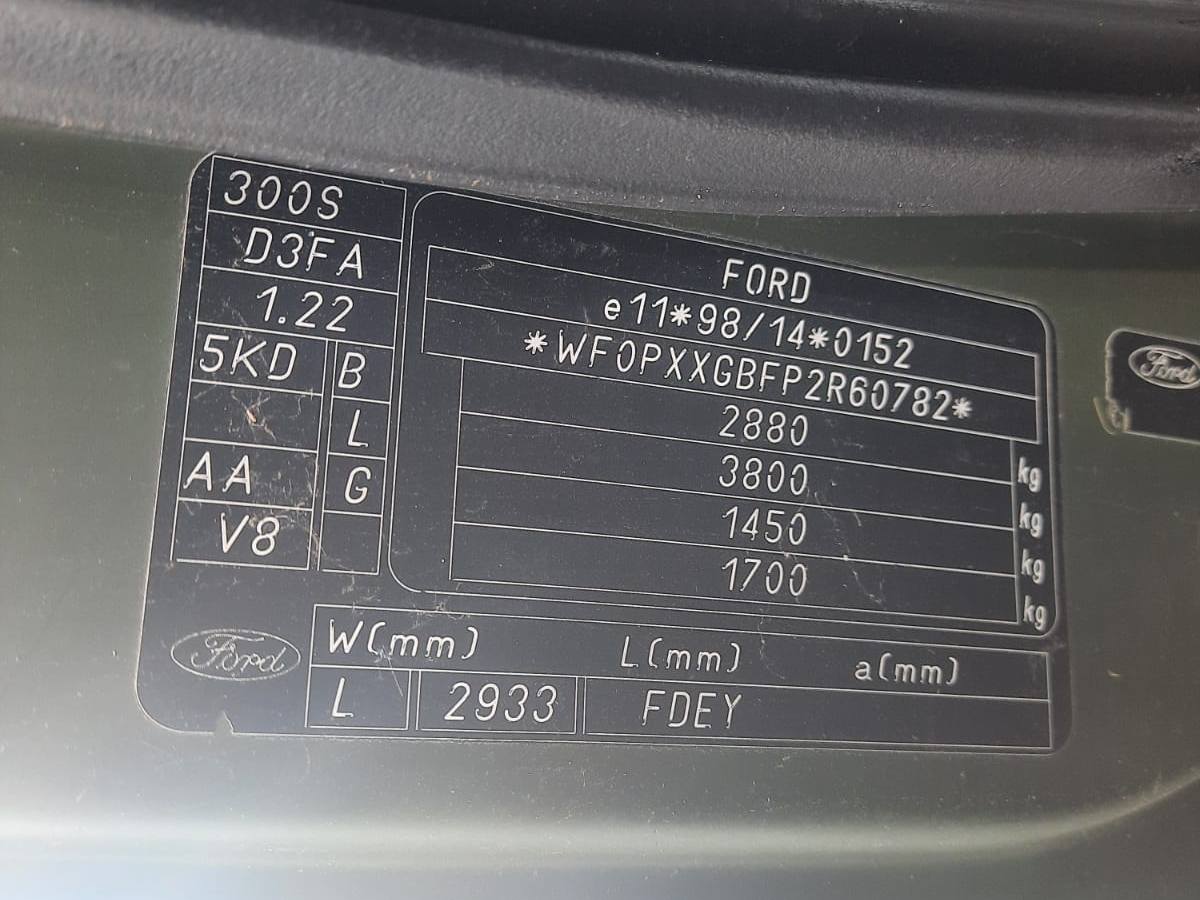 300S
D3FA
1.22
5KD B
L
AA G
V8
FORD
e11*98/14*0152
*WF0PXXGBFP2R60782*
2880 kg
3800 kg
1450 kg
1700 kg
Ford
W(mm) L(mm) a(mm)
L 2933 FDEY
Ford